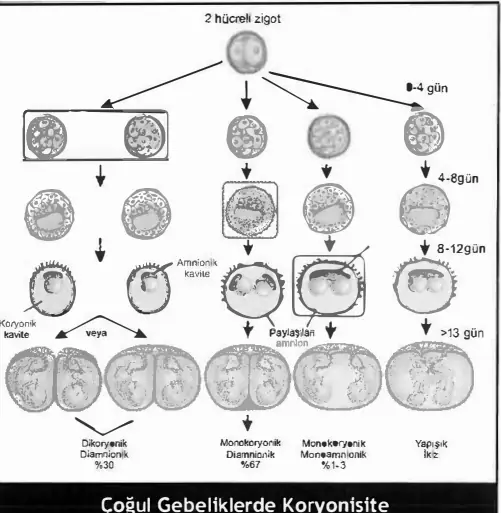 2 hücreli zigot
0-4 gün
4-8gün
8-12gün
Amnionik
kavite
Koryonik
kavite
veya
Paylaşılan
amnion
>13 gün
Dikoryonik
Diamnionik
%30
Monokoryonik
Diamnionik
%67
Monokoryonik
Monoamnionik
%1-3
Yapışık
İkiz
Çoğul Gebeliklerde Koryonisite